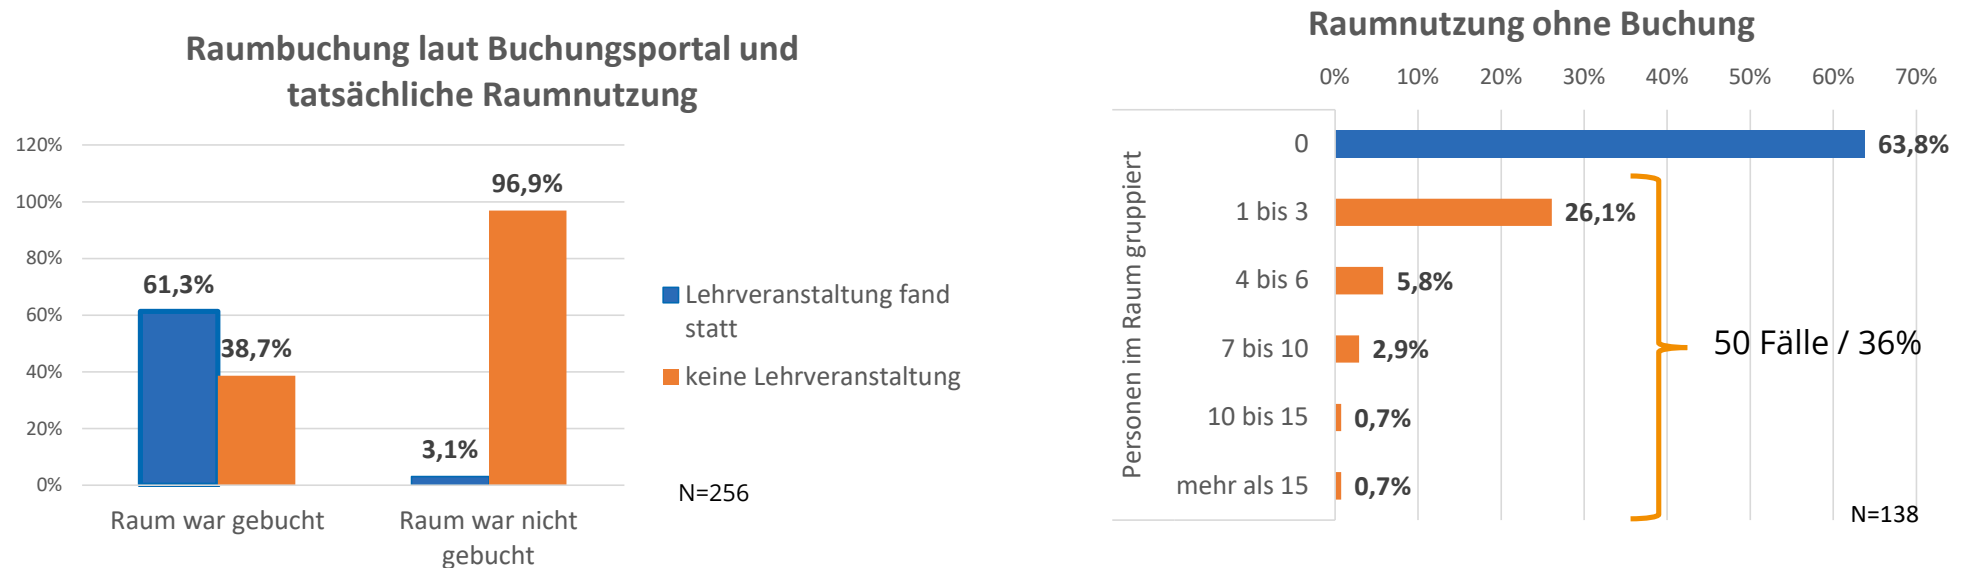 Raumbuchung laut Buchungsportal und
tatsächliche Raumnutzung
120%
100%
80%
60%
40%
20%
0%
61,3%
38,7%
3,1%
96,9%
Raum war gebucht
Raum war nicht
gebucht
Lehrveranstaltung fand
statt
keine Lehrveranstaltung
N=256
Raumnutzung ohne Buchung
0% 10% 20% 30% 40% 50% 60% 70%
Personen im Raum gruppiert
0 63,8%
1 bis 3 26,1%
4 bis 6 5,8%
7 bis 10 2,9%
10 bis 15 0,7%
mehr als 15 0,7%
50 Fälle / 36%
N=138